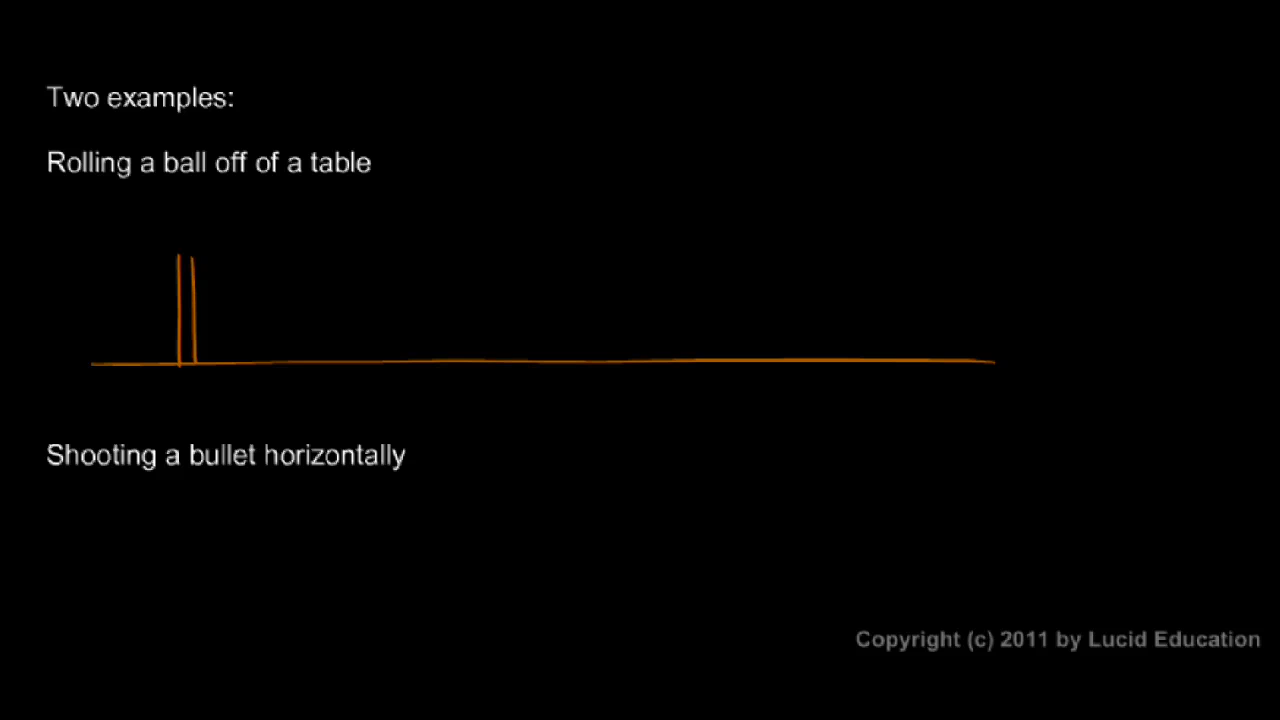 Two examples:
Rolling a ball off of a table
Shooting a bullet horizontally
Copyright (c) 2011 by Lucid Education